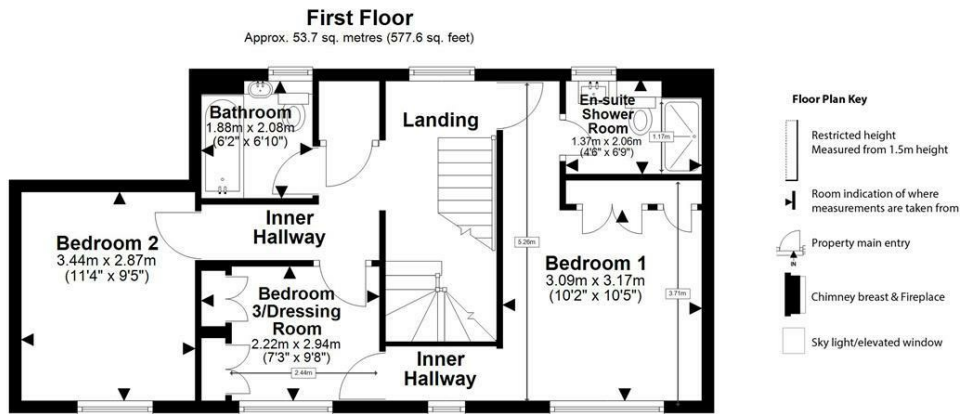 First Floor
Approx. 53.7 sq. metres (577.6 sq. feet)
Bathroom
1.88m x 2.08m
(6'2" x 6'10")
Landing
En-suite
Shower
Room
1.37m x 2.06m
(4'6" x 6'9")
1.17m
Inner
Hallway
Bedroom 2
3.44m x 2.87m
(11'4" x 9'5")
Bedroom
3/Dressing
Room
2.22m x 2.94m
(7'3" x 9'8")
2.44m
5.26m
Bedroom 1
3.09m x 3.17m
(10'2" x 10'5")
3.71m
Inner
Hallway
Floor Plan Key
Restricted height
Measured from 1.5m height
Room indication of where
measurements are taken from
Property main entry
IN
Chimney breast & Fireplace
Sky light/elevated window